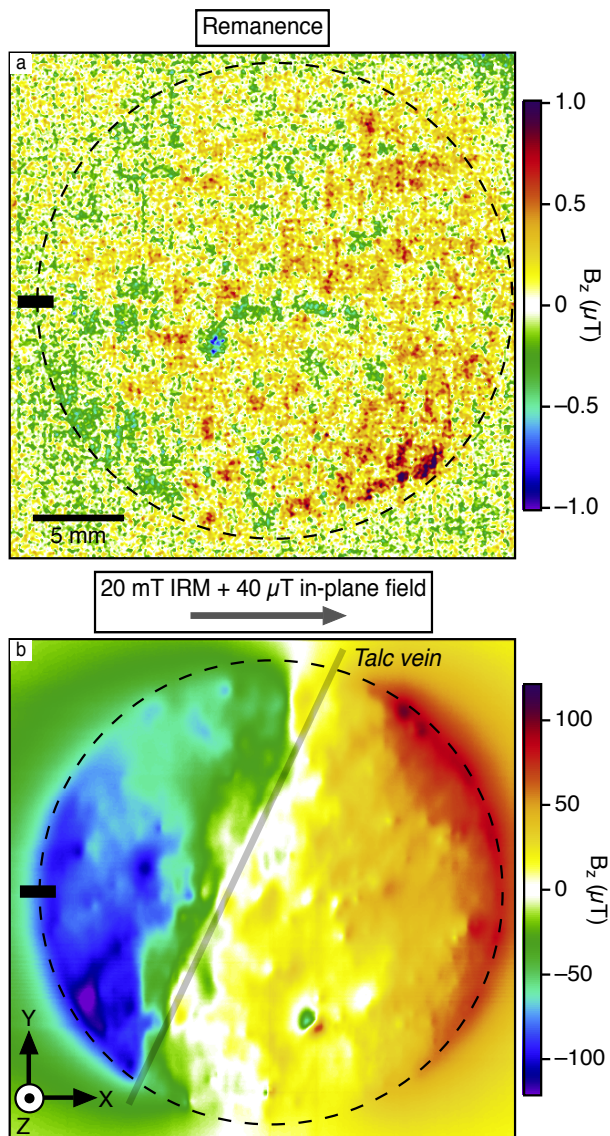 Remanence
a
1.0
0.5
0
−0.5
−1.0
B_z (µT)
5 mm
20 mT IRM + 40 µT in-plane field
b
Talc vein
100
50
0
−50
−100
B_z (µT)
Y
X
Z